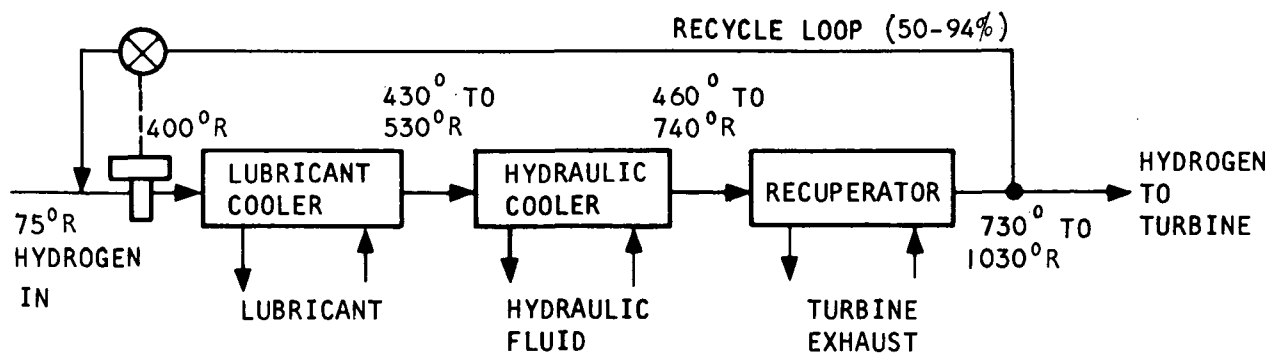 RECYCLE LOOP (50-94%)
400°R
430° TO
530°R
460° TO
740°R
LUBRICANT
COOLER
HYDRAULIC
COOLER
RECUPERATOR
HYDROGEN
TO
TURBINE
75°R
HYDROGEN
IN
730° TO
1030°R
LUBRICANT
HYDRAULIC
FLUID
TURBINE
EXHAUST